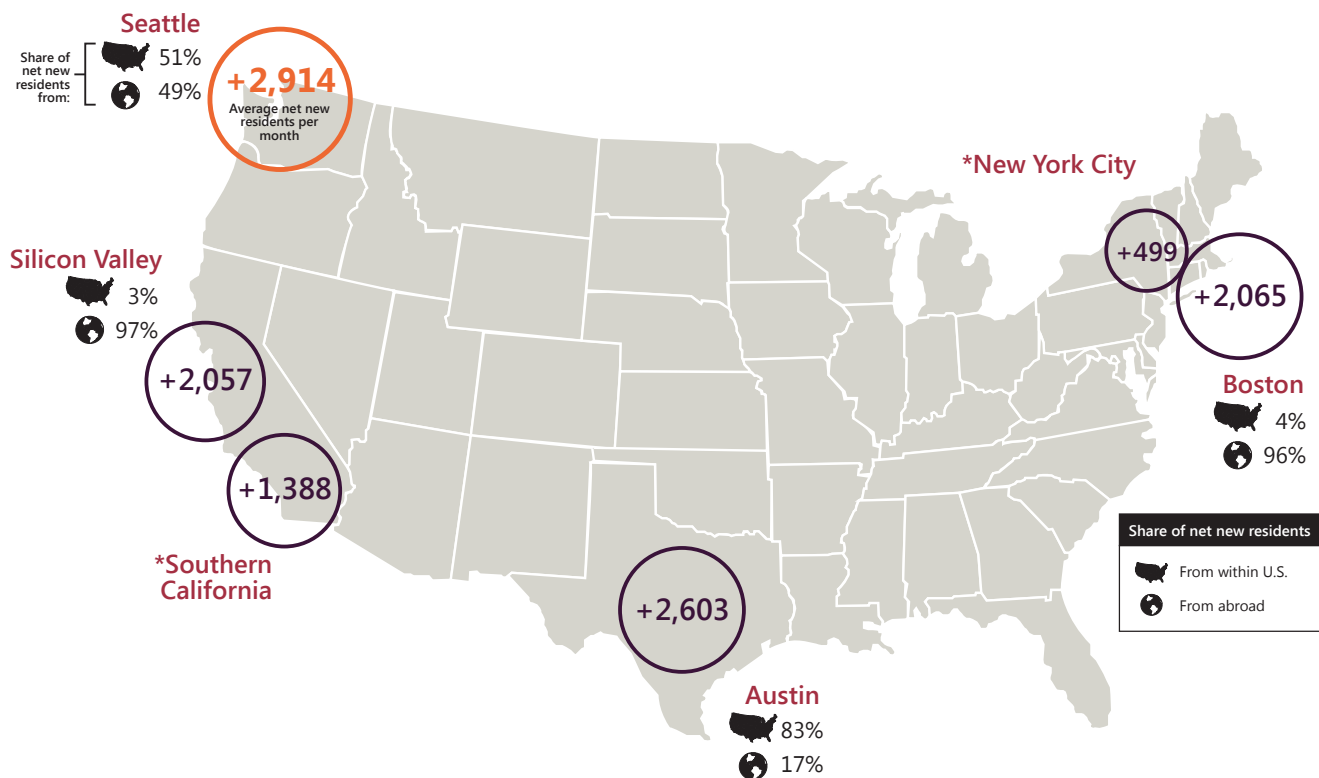 Seattle
Share of
net new
residents
from:
51%
49%
+2,914
Average net new
residents per
month
*New York City
+499
+2,065
Boston
4%
96%
Silicon Valley
3%
97%
+2,057
+1,388
*Southern
California
+2,603
Austin
83%
17%
Share of net new residents
From within U.S.
From abroad